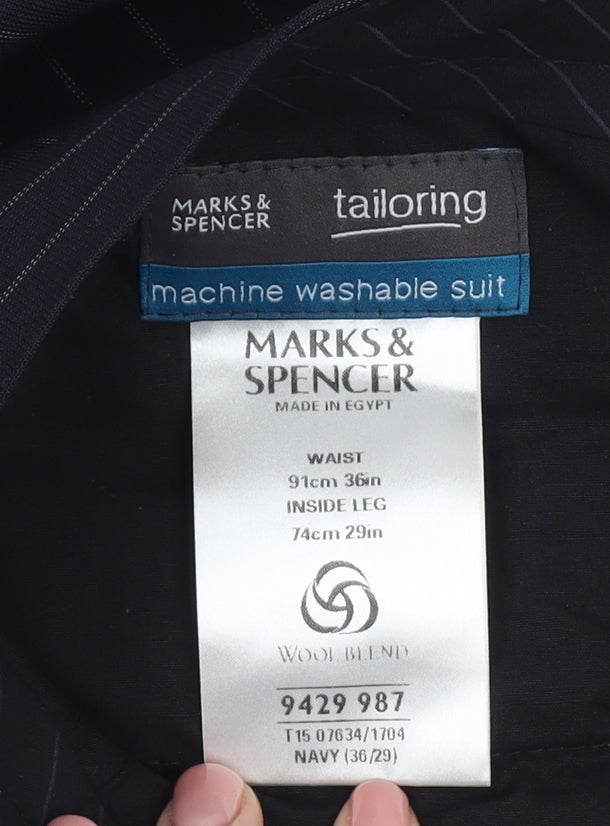 MARKS &
SPENCER
tailoring
machine washable suit
MARKS &
SPENCER
MADE IN EGYPT
WAIST
91cm 36in
INSIDE LEG
74cm 29in
WOOL BLEND
9429 987
T15 07634/1704
NAVY (36/29)